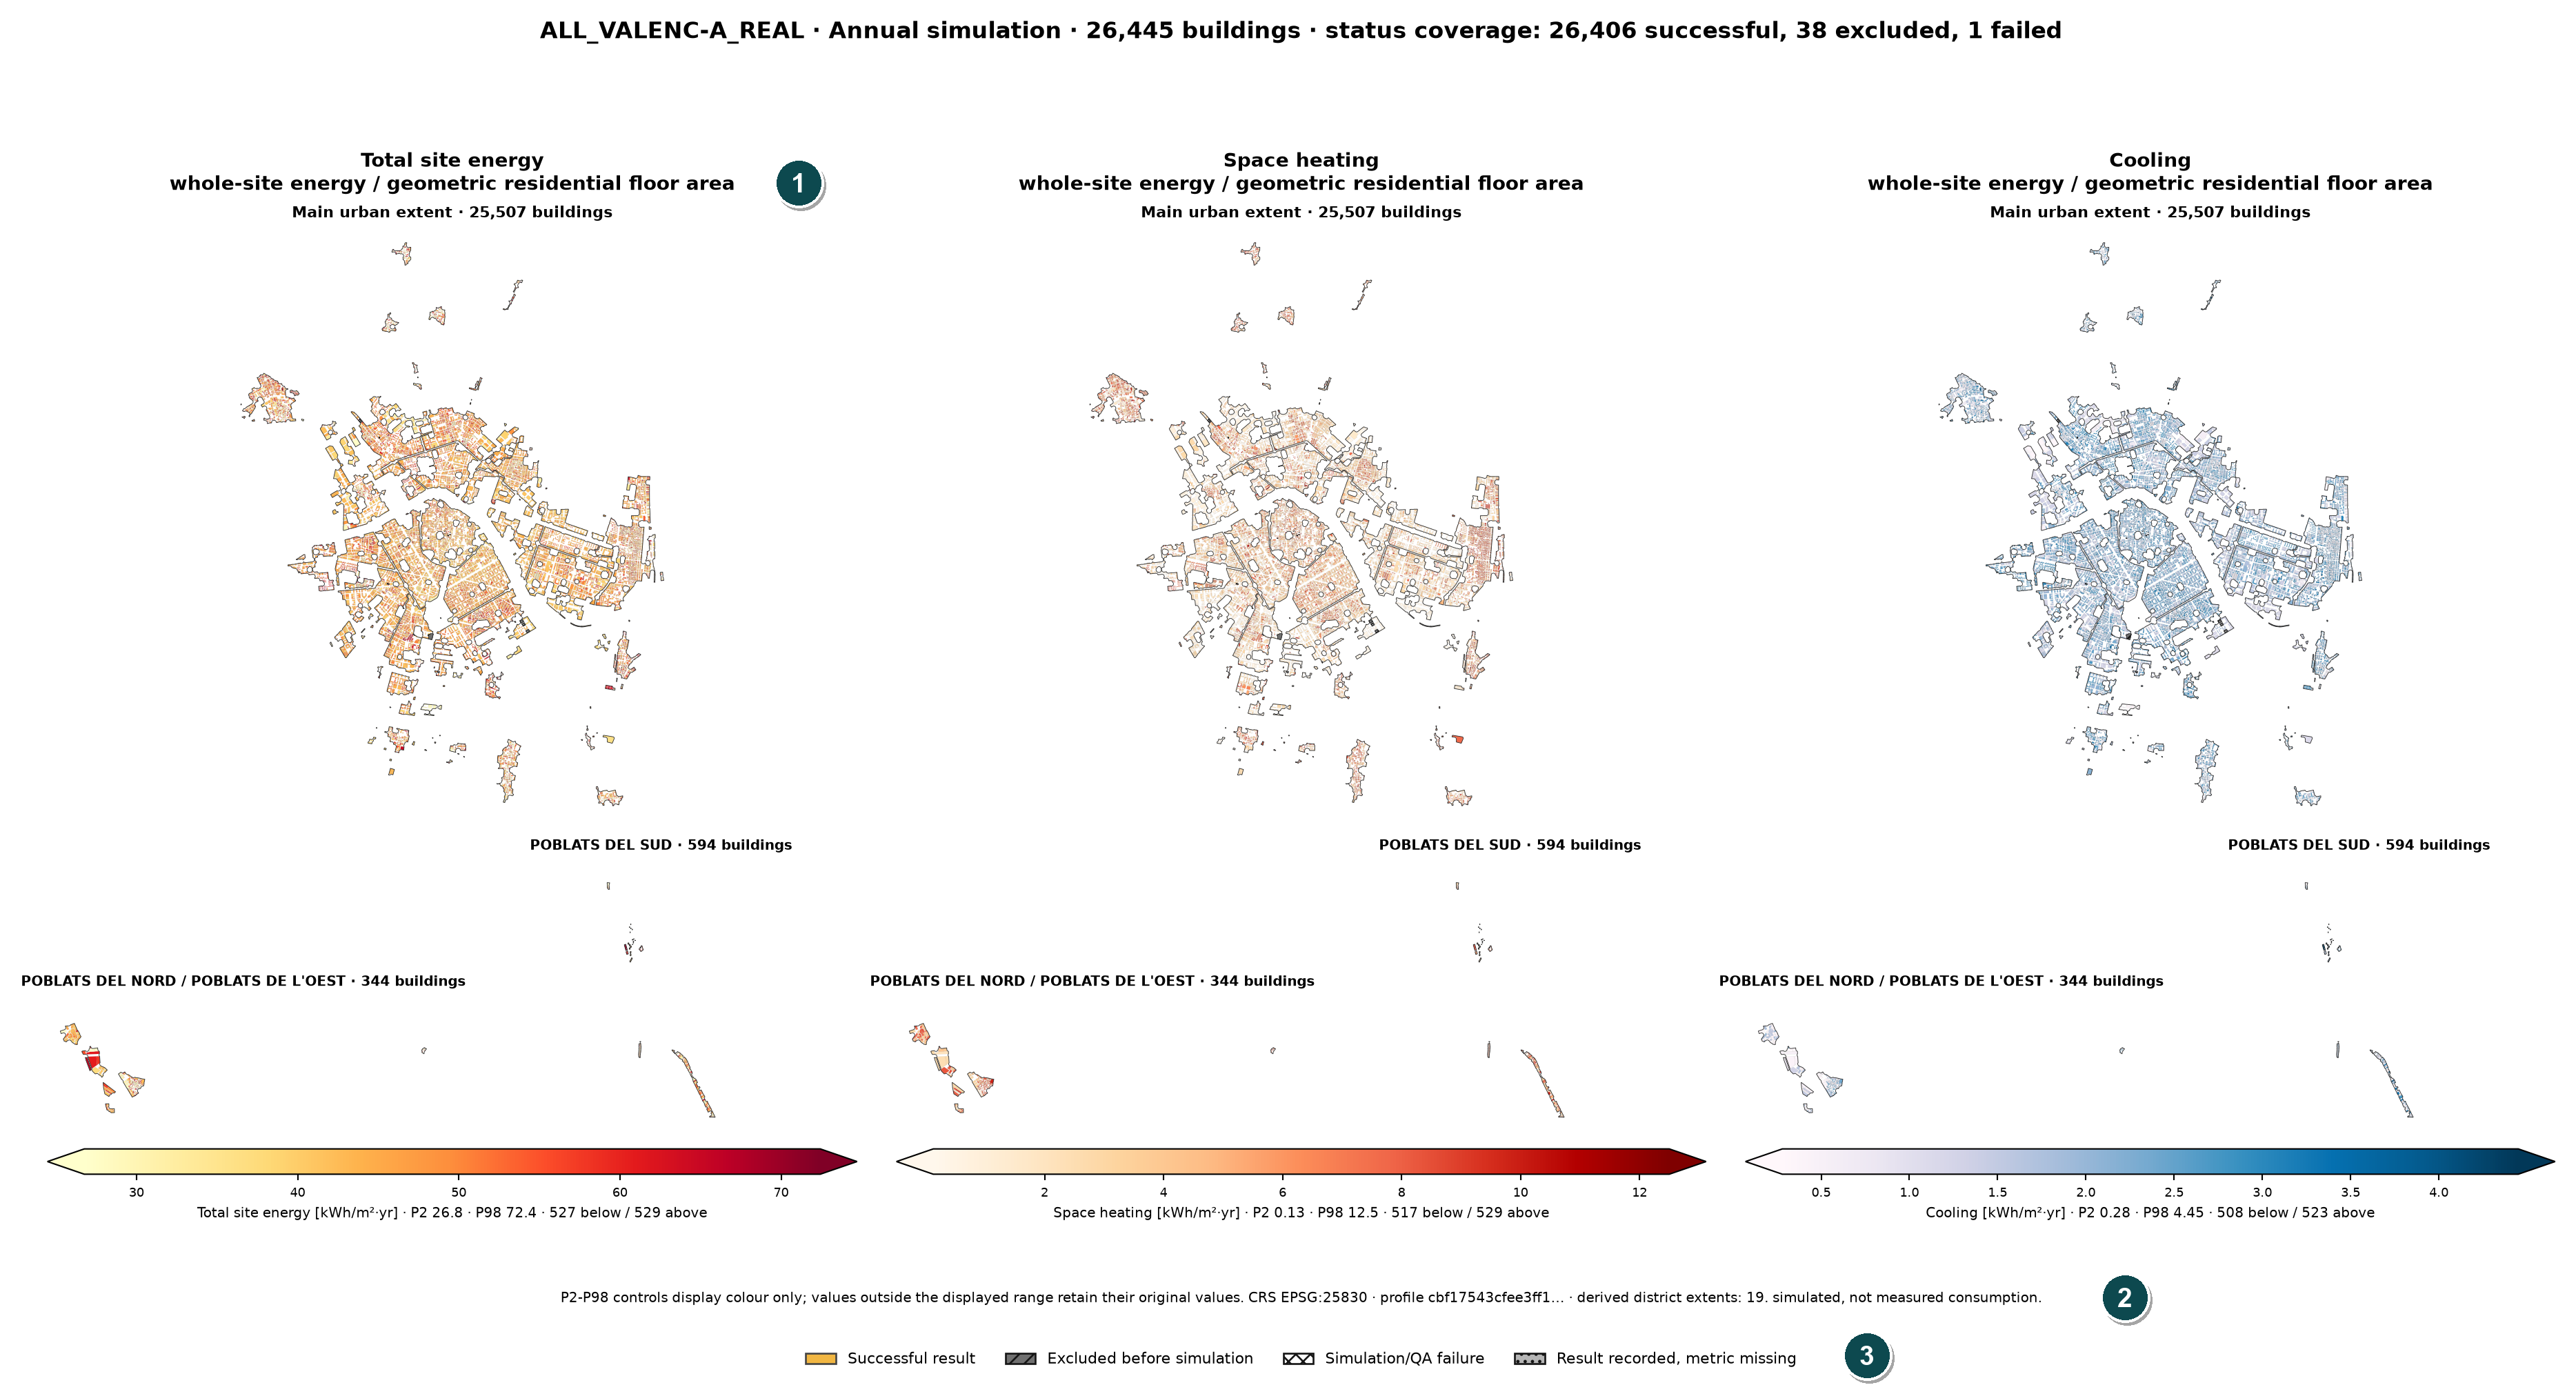 ALL_VALENC-A_REAL · Annual simulation · 26,445 buildings · status coverage: 26,406 successful, 38 excluded, 1 failed
Total site energy
whole-site energy / geometric residential floor area
1
Main urban extent · 25,507 buildings
Space heating
whole-site energy / geometric residential floor area
Main urban extent · 25,507 buildings
Cooling
whole-site energy / geometric residential floor area
Main urban extent · 25,507 buildings
POBLATS DEL SUD · 594 buildings
POBLATS DEL SUD · 594 buildings
POBLATS DEL SUD · 594 buildings
POBLATS DEL NORD / POBLATS DE L'OEST · 344 buildings
POBLATS DEL NORD / POBLATS DE L'OEST · 344 buildings
POBLATS DEL NORD / POBLATS DE L'OEST · 344 buildings
30 40 50 60 70
Total site energy [kWh/m²·yr] · P2 26.8 · P98 72.4 · 527 below / 529 above
2 4 6 8 10 12
Space heating [kWh/m²·yr] · P2 0.13 · P98 12.5 · 517 below / 529 above
0.5 1.0 1.5 2.0 2.5 3.0 3.5 4.0
Cooling [kWh/m²·yr] · P2 0.28 · P98 4.45 · 508 below / 523 above
P2-P98 controls display colour only; values outside the displayed range retain their original values. CRS EPSG:25830 · profile cbf17543cfee3ff1... · derived district extents: 19. simulated, not measured consumption.
2
Successful result
Excluded before simulation
Simulation/QA failure
Result recorded, metric missing
3